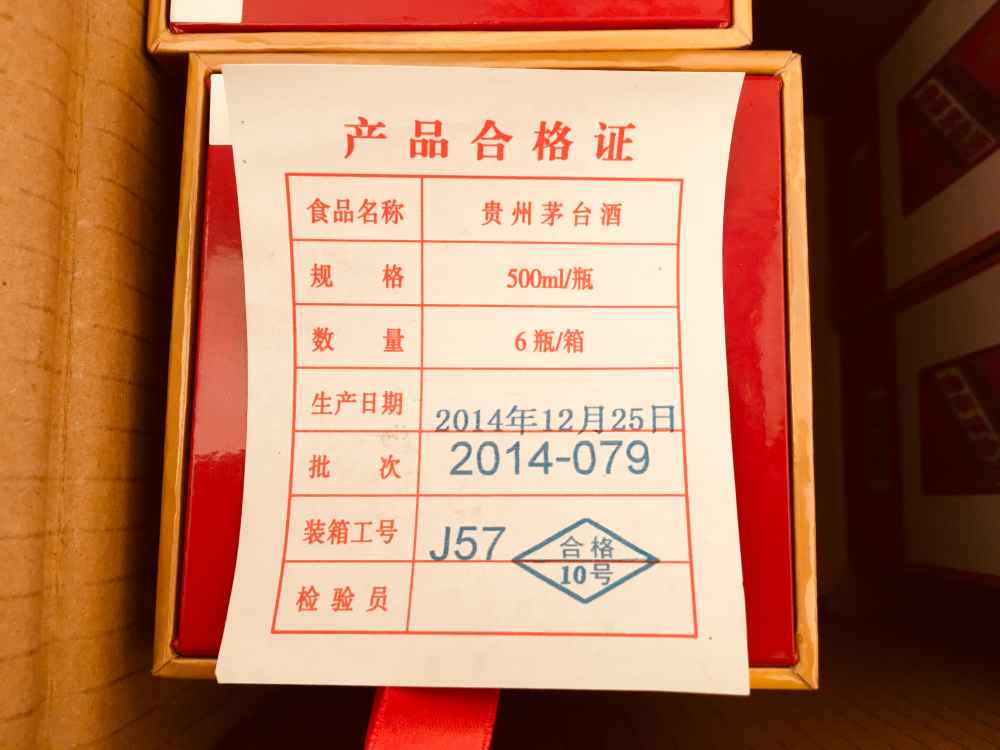 产品合格证
食品名称 贵州茅台酒
规格 500ml/瓶
数量 6瓶/箱
生产日期 2014年12月25日
批次 2014-079
装箱工号 J57
检验员 合格
10号